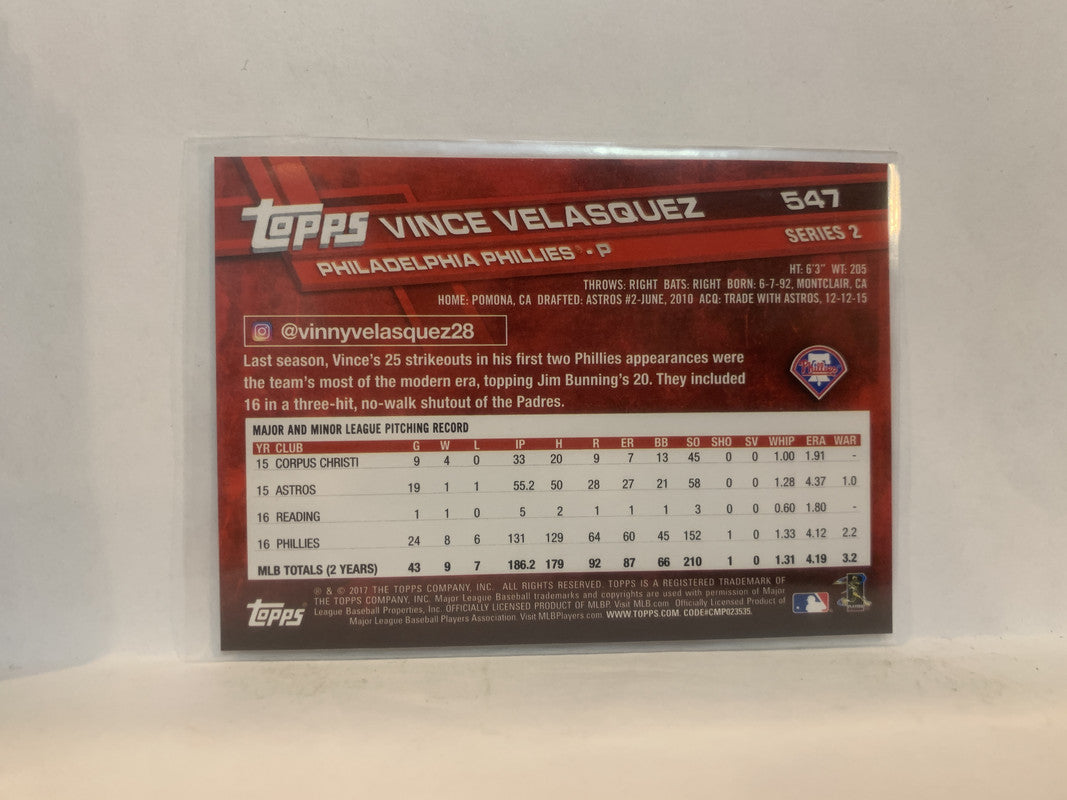 TOPPS VINCE VELASQUEZ 547
PHILADELPHIA PHILLIES® • P SERIES 2
HT: 6'3" WT: 205
THROWS: RIGHT BATS: RIGHT BORN: 6-7-92, MONTCLAIR, CA
HOME: POMONA, CA DRAFTED: ASTROS #2-JUNE, 2010 ACQ: TRADE WITH ASTROS, 12-12-15
@vinnyvelasquez28
Last season, Vince's 25 strikeouts in his first two Phillies appearances were
the team's most of the modern era, topping Jim Bunning's 20. They included
16 in a three-hit, no-walk shutout of the Padres.
Phillies
MAJOR AND MINOR LEAGUE PITCHING RECORD
YR CLUB G W L IP H R ER BB SO SHO SV WHIP ERA WAR
15 CORPUS CHRISTI 9 4 0 33 20 9 7 13 45 0 0 1.00 1.91 -
15 ASTROS 19 1 1 55.2 50 28 27 21 58 0 0 1.28 4.37 1.0
16 READING 1 1 0 5 2 1 1 1 3 0 0 0.60 1.80 -
16 PHILLIES 24 8 6 131 129 64 60 45 152 1 0 1.33 4.12 2.2
MLB TOTALS (2 YEARS) 43 9 7 186.2 179 92 87 66 210 1 0 1.31 4.19 3.2
® & © 2017 THE TOPPS COMPANY, INC. ALL RIGHTS RESERVED. TOPPS IS A REGISTERED TRADEMARK OF
THE TOPPS COMPANY, INC. Major League Baseball trademarks and copyrights are used with permission of Major
League Baseball Properties, Inc. OFFICIALLY LICENSED PRODUCT OF MLBP. Visit MLB.com Officially Licensed Product of
Major League Baseball Players Association. Visit MLBPlayers.com. WWW.TOPPS.COM. CODE#CMP023535.
TOPPS